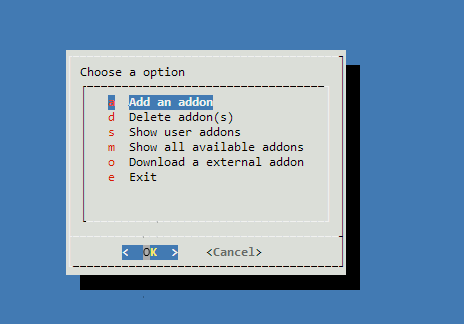 Choose a option
a Add an addon
d Delete addon(s)
s Show user addons
m Show all available addons
o Download a external addon
e Exit
< OK > <Cancel>